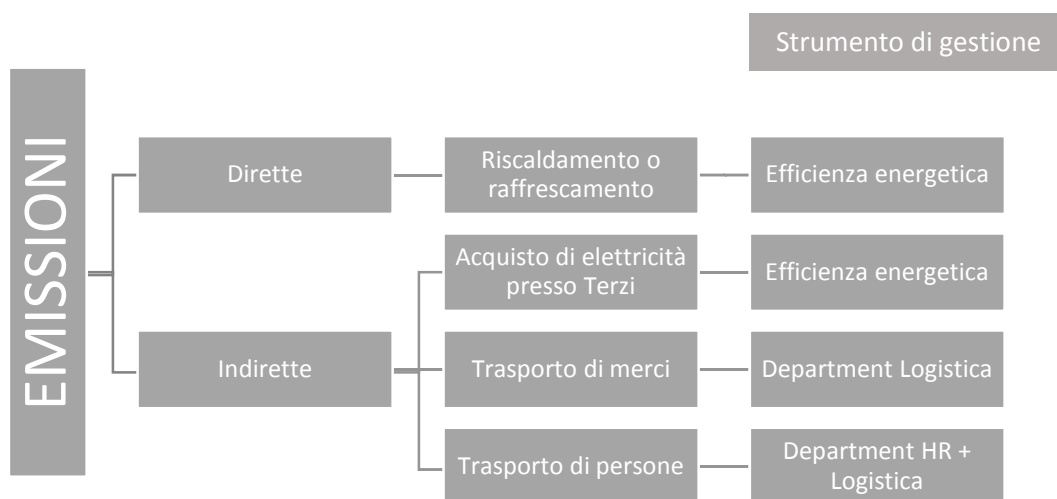 Strumento di gestione
EMISSIONI
Dirette
Riscaldamento o
raffrescamento
Efficienza energetica
Acquisto di elettricità
presso Terzi
Efficienza energetica
Indirette
Trasporto di merci
Department Logistica
Trasporto di persone
Department HR +
Logistica